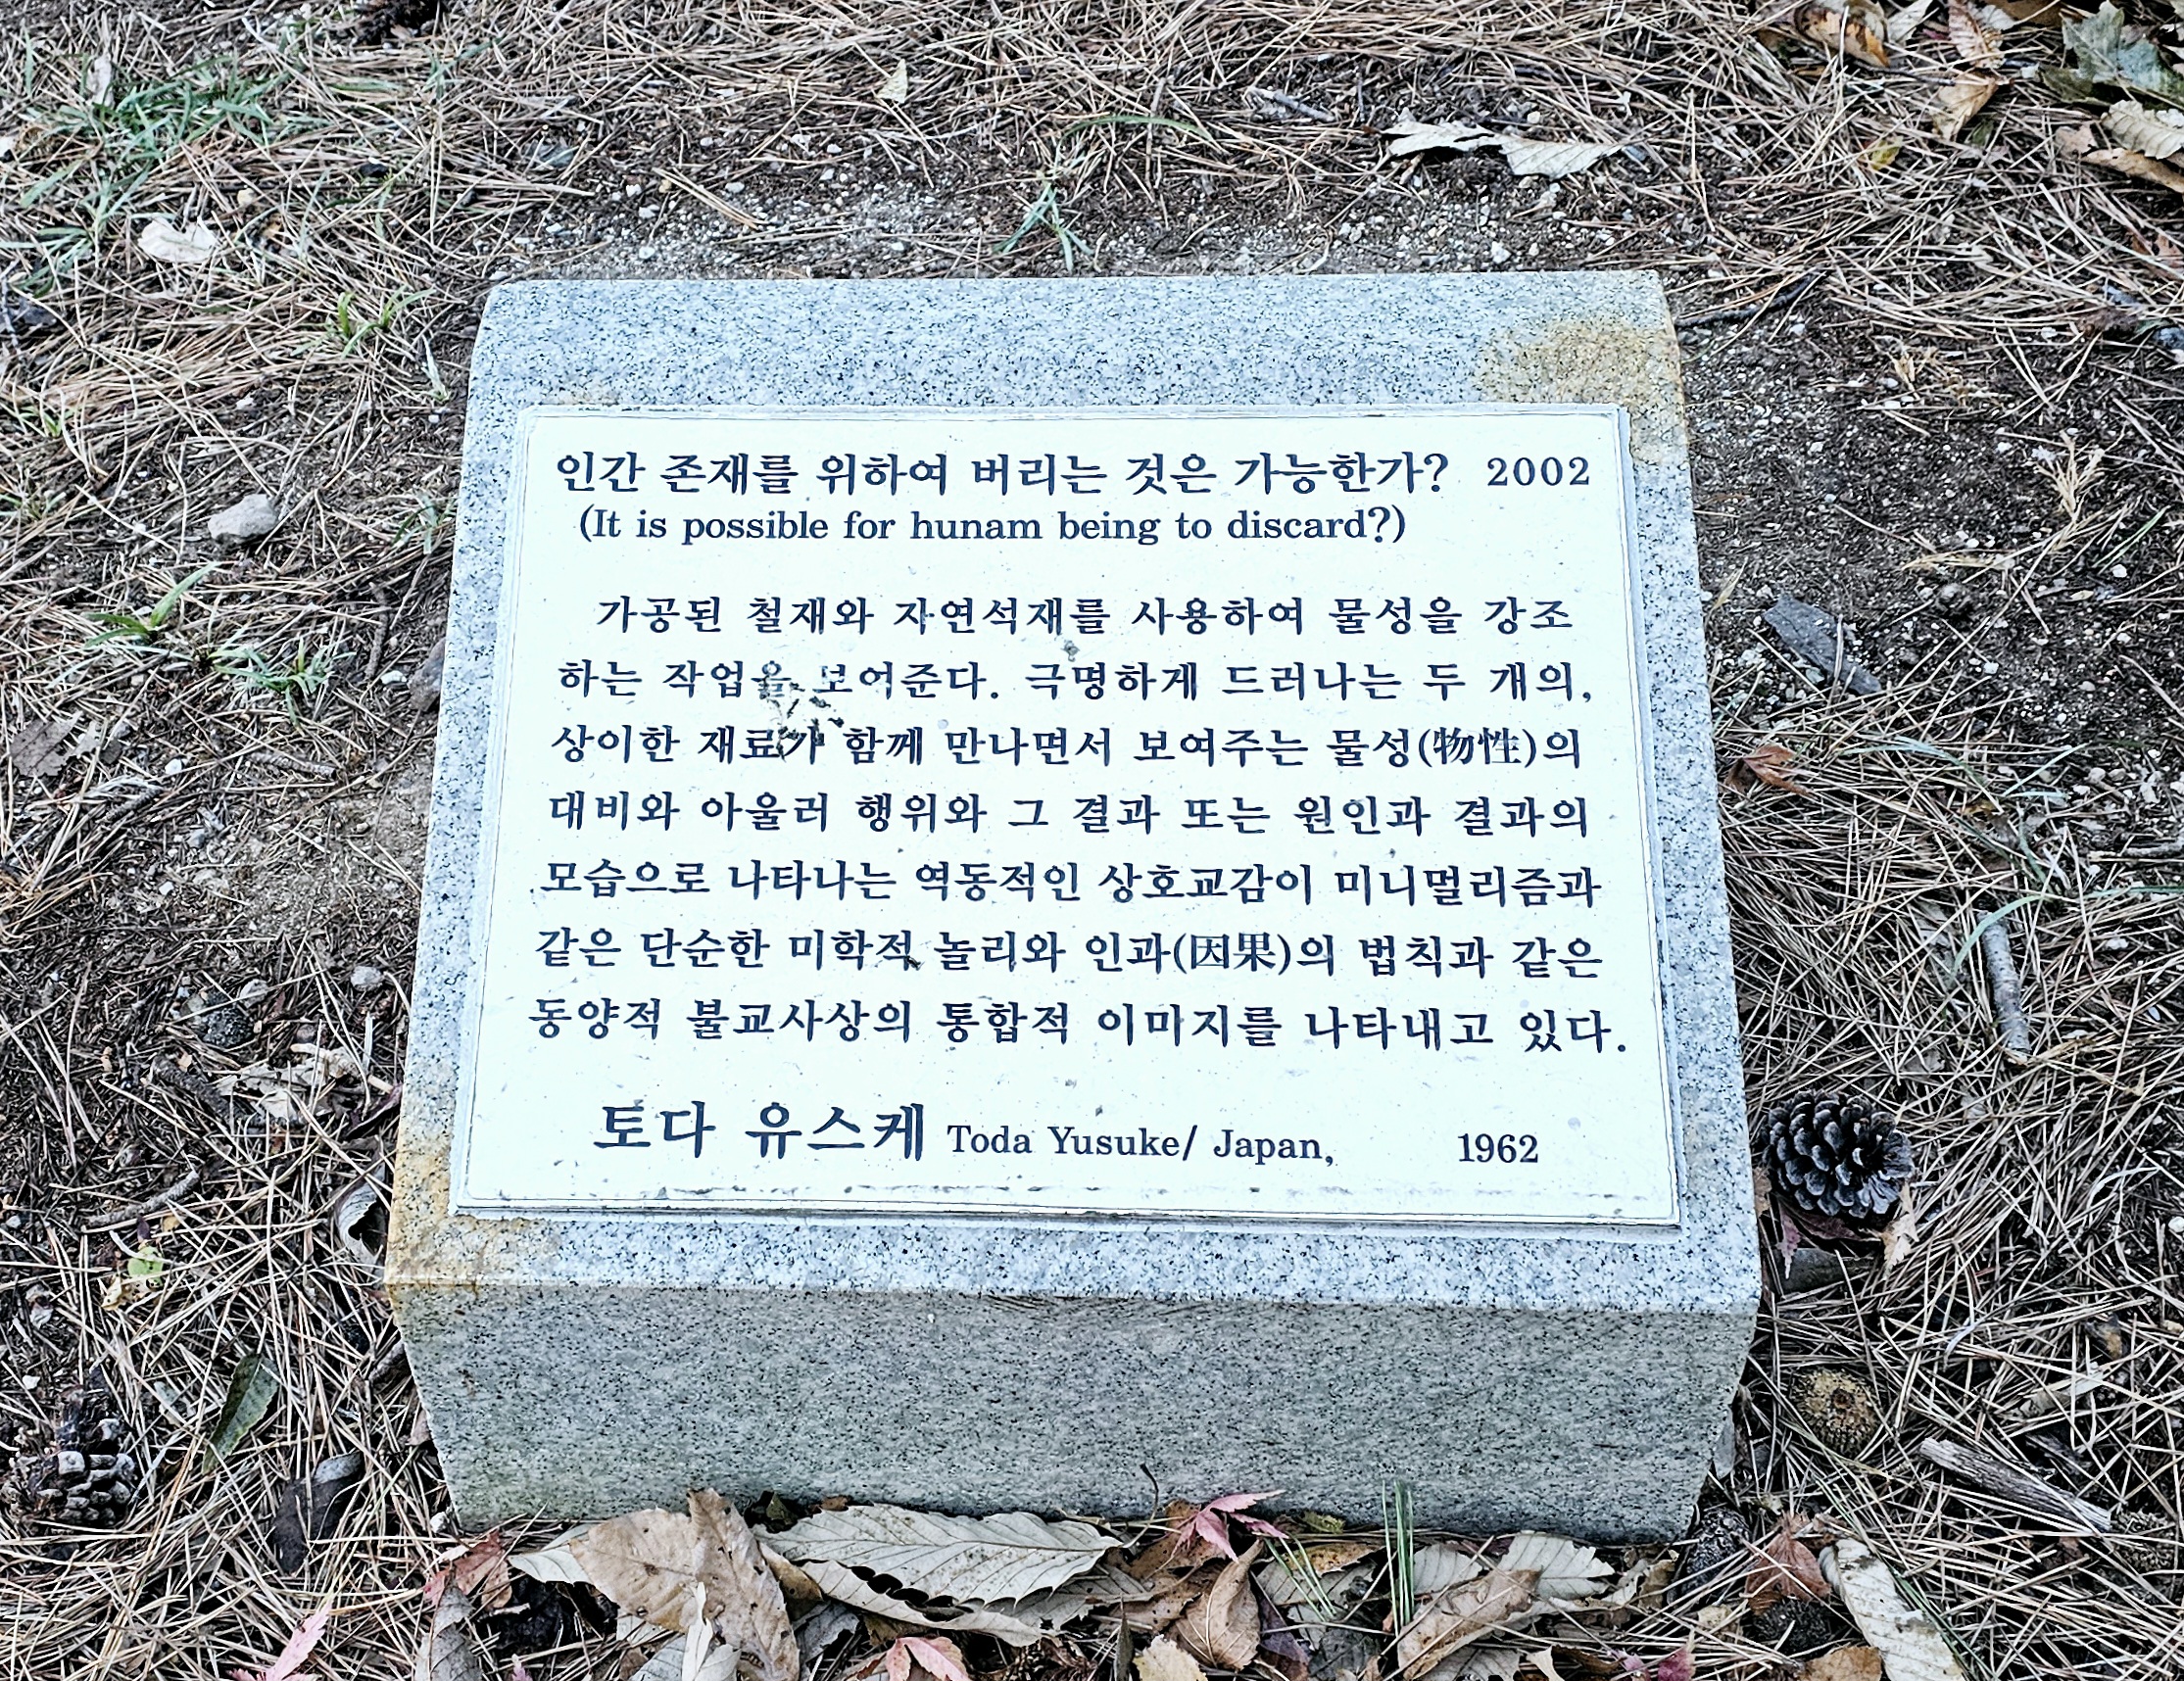 인간 존재를 위하여 버리는 것은 가능한가? 2002
(It is possible for hunam being to discard?)
가공된 철재와 자연석재를 사용하여 물성을 강조
하는 작업을 보여준다. 극명하게 드러나는 두 개의,
상이한 재료가 함께 만나면서 보여주는 물성(物性)의
대비와 아울러 행위와 그 결과 또는 원인과 결과의
모습으로 나타나는 역동적인 상호교감이 미니멀리즘과
같은 단순한 미학적 놀리와 인과(因果)의 법칙과 같은
동양적 불교사상의 통합적 이미지를 나타내고 있다.
토다 유스케 Toda Yusuke/ Japan, 1962